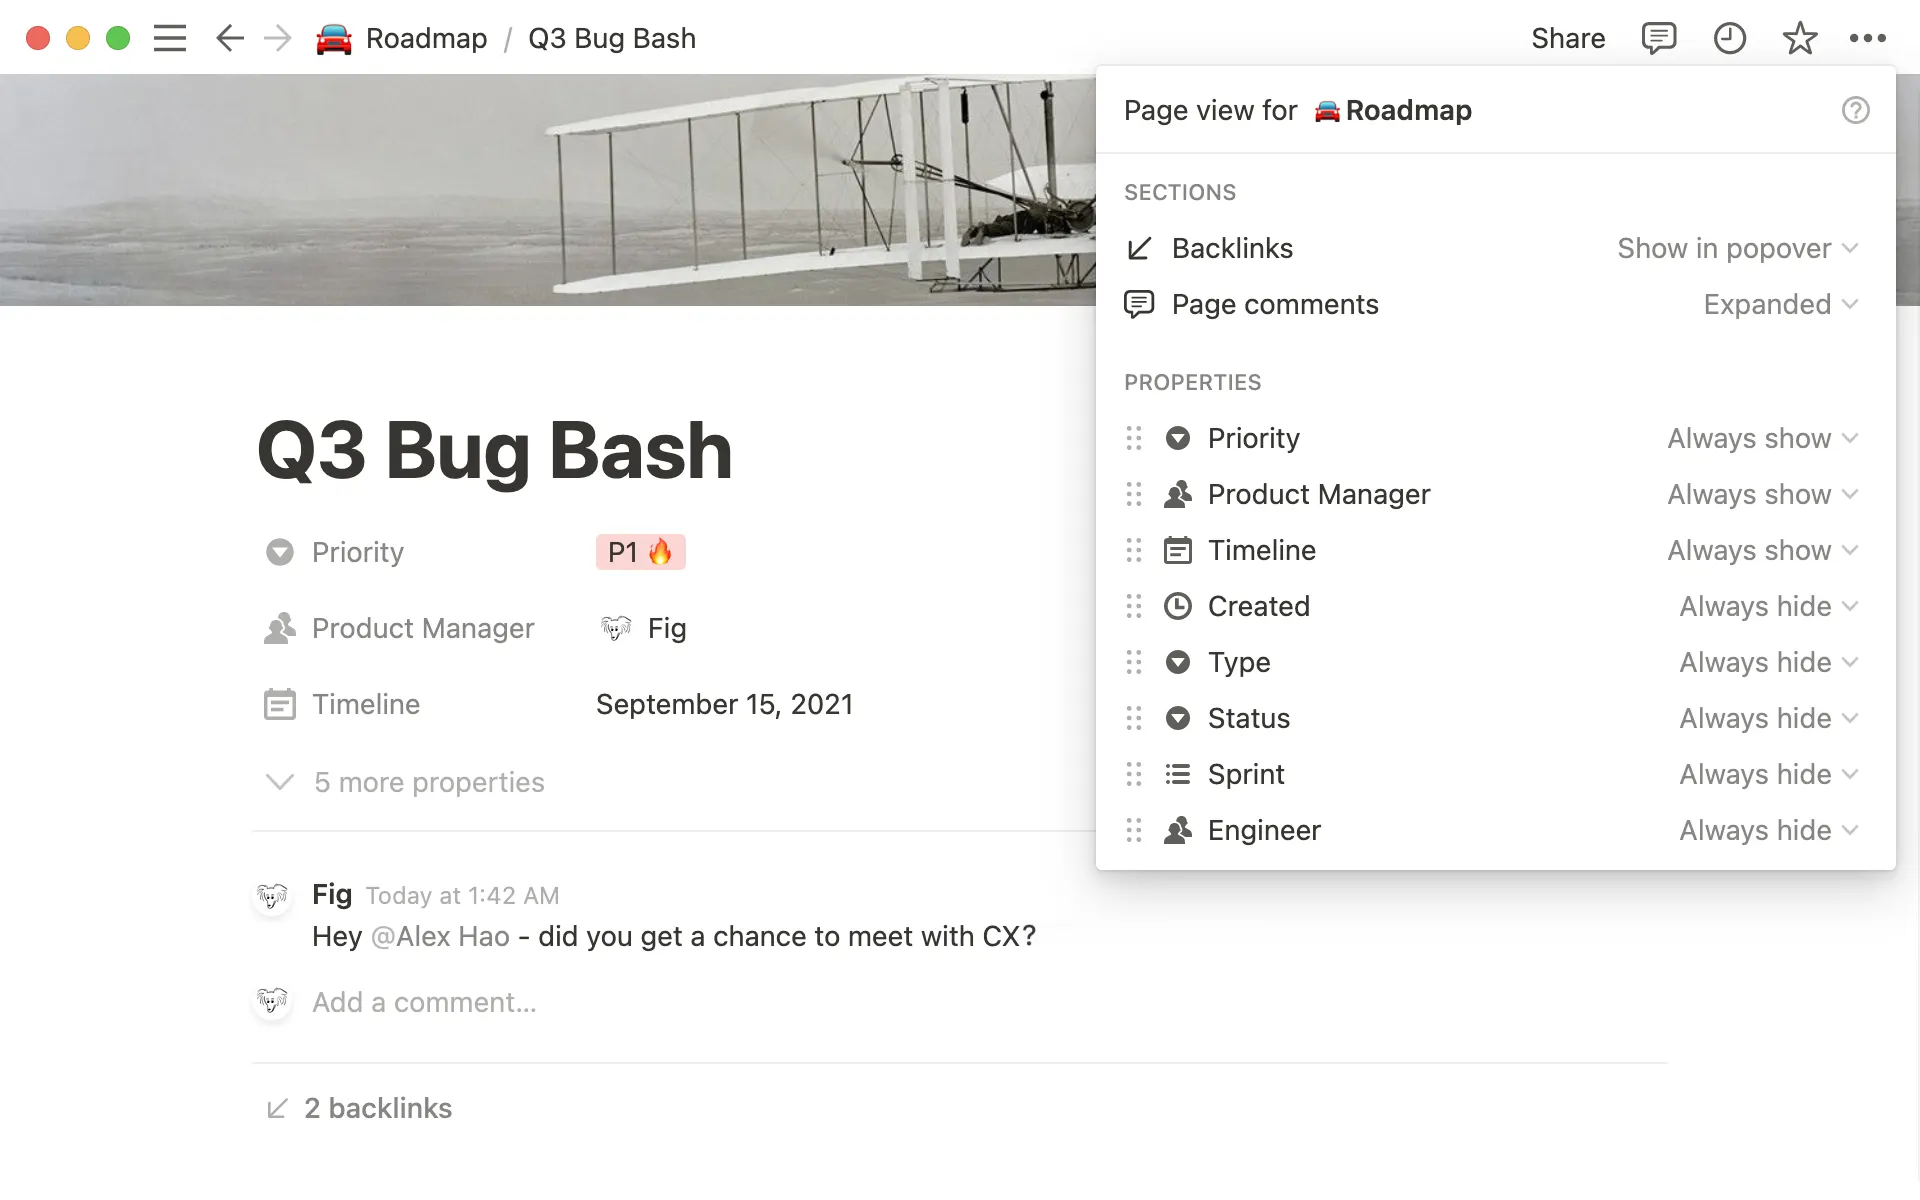 Roadmap / Q3 Bug Bash
Share
Page view for Roadmap
SECTIONS
Backlinks Show in popover
Page comments Expanded
PROPERTIES
Priority Always show
Product Manager Always show
Timeline Always show
Created Always hide
Type Always hide
Status Always hide
Sprint Always hide
Engineer Always hide
Q3 Bug Bash
Priority P1
Product Manager Fig
Timeline September 15, 2021
5 more properties
Fig Today at 1:42 AM
Hey @Alex Hao - did you get a chance to meet with CX?
Add a comment...
2 backlinks